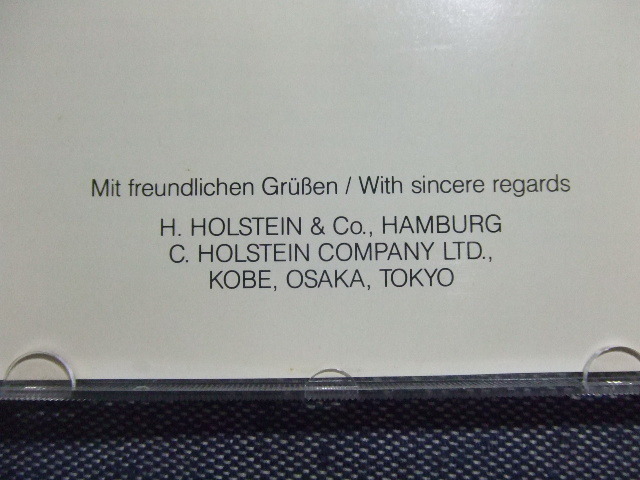 Mit freundlichen Grüßen / With sincere regards
H. HOLSTEIN & Co., HAMBURG
C. HOLSTEIN COMPANY LTD.,
KOBE, OSAKA, TOKYO